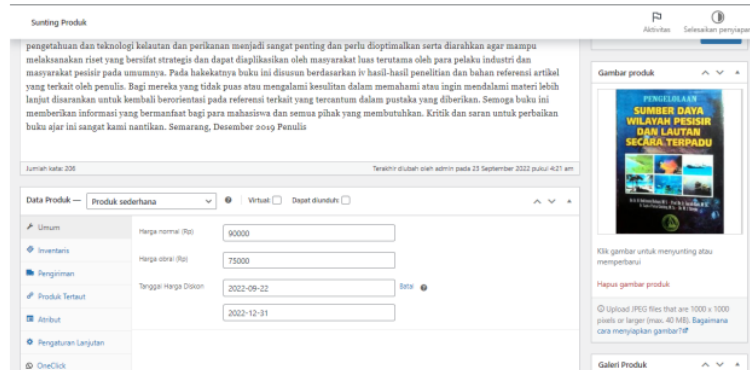 Sunting Produk
Aktivitas
Selesaikan penyiapan
pengetahuan dan teknologi kelautan dan perikanan menjadi sangat penting dan perlu dioptimalkan serta diarahkan agar mampu
melaksanakan riset yang bersifat strategis dan dapat diaplikasikan oleh masyarakat luas terutama oleh para pelaku industri dan
masyarakat pesisir pada umumnya. Pada hakekatnya buku ini disusun berdasarkan iv hasil-hasil penelitian dan bahan referensi artikel
yang terkait oleh penulis. Bagi mereka yang tidak puas atau mengalami kesulitan dalam memahami atau ingin mendalami materi lebih
lanjut disarankan untuk kembali berorientasi pada referensi terkait yang tercantum dalam pustaka yang diberikan. Semoga buku ini
memberikan informasi yang bermanfaat bagi para mahasiswa dan semua pihak yang membutuhkan. Kritik dan saran untuk perbaikan
buku ajar ini sangat kami nantikan. Semarang, Desember 2019 Penulis
Jumlah kata: 206
Terakhir diubah oleh admin pada 23 September 2022 pukul 4:21 am
Data Produk —
Produk sederhana
Virtual:
Dapat diunduh:
Umum
Inventaris
Pengiriman
Produk Tertaut
Atribut
Pengaturan Lanjutan
OneClick
Harga normal (Rp)
90000
Harga obral (Rp)
75000
Tanggal Harga Diskon
2022-09-22
Batal
2022-12-31
Gambar produk
PENGELOLAAN
SUMBER DAYA
WILAYAH PESISIR
DAN LAUTAN
SECARA TERPADU
Klik gambar untuk menyunting atau
memperbarui
Hapus gambar produk
Upload JPEG files that are 1000 x 1000
pixels or larger (max. 40 MB). Bagaimana
cara menyiapkan gambar?
Galeri Produk